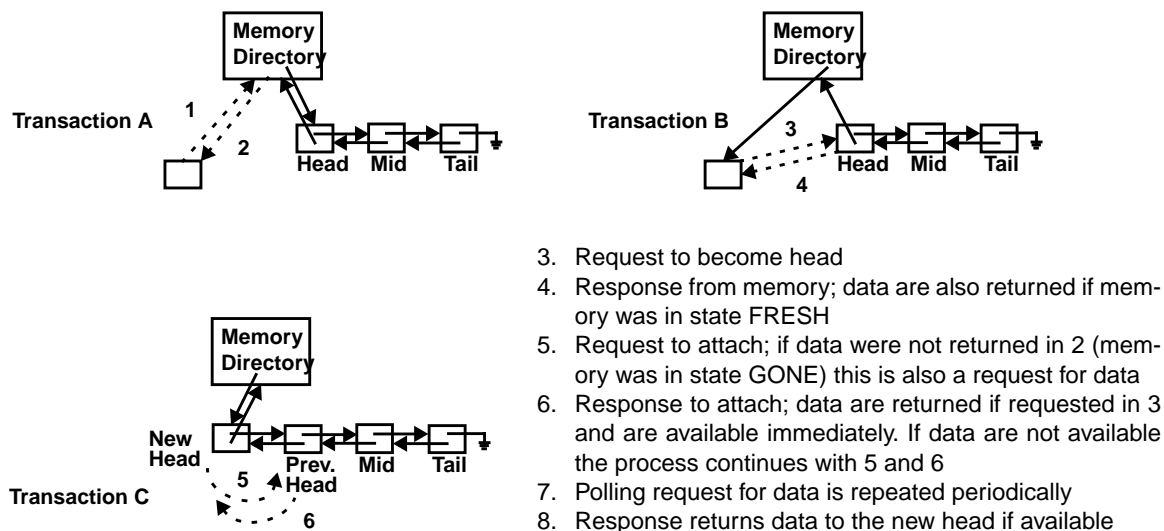 Memory
Directory
1
Transaction A
2
Head Mid Tail
Memory
Directory
Transaction B
3
Head Mid Tail
4
Memory
Directory
New
Head
Prev.
Head
Mid
Tail
5
Transaction C
6
3. Request to become head
4. Response from memory; data are also returned if mem-
ory was in state FRESH
5. Request to attach; if data were not returned in 2 (mem-
ory was in state GONE) this is also a request for data
6. Response to attach; data are returned if requested in 3
and are available immediately. If data are not available
the process continues with 5 and 6
7. Polling request for data is repeated periodically
8. Response returns data to the new head if available